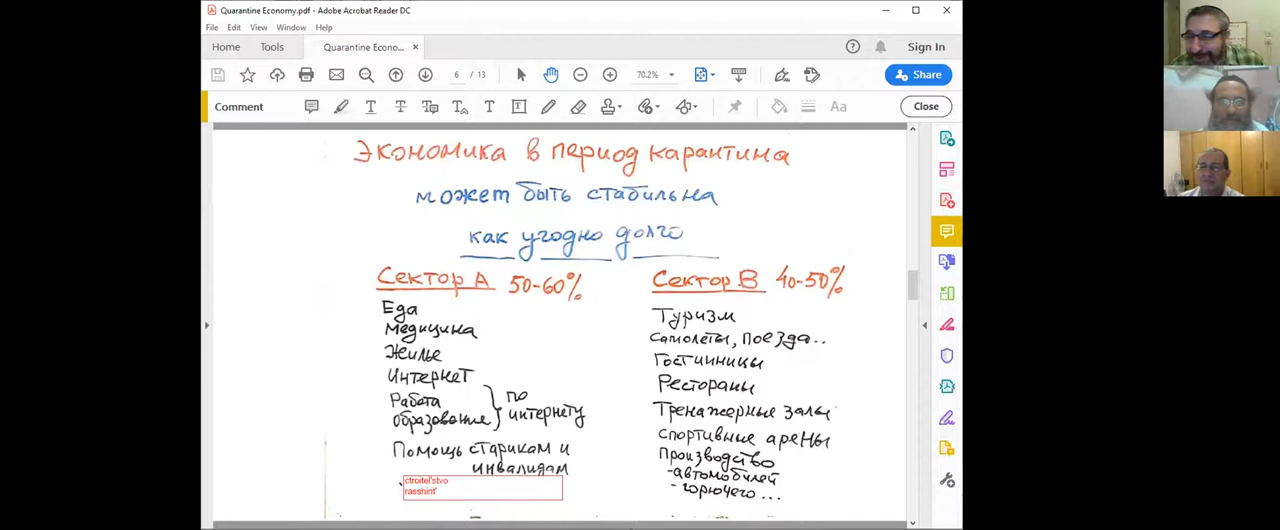 Quarantine Economy.pdf - Adobe Acrobat Reader DC
File Edit View Window Help
Home Tools Quarantine Econo... × Sign In
6 / 13 70.2% Share
Comment Aa Close
Экономика в период карантина
может быть стабильна
как угодно долго
Сектор А 50-60%
Еда
Медицина
Жилье
Интернет
Работа
образование
по
интернету
Помощь старикам и
инвалидам
ctroitel'stvo
rasshint'
Сектор В 40-50%
Туризм
Самолеты, поезда..
Гостинницы
Рестораны
Тренажерные залы
спортивные арены
Производство
-автомобилей
-горючего...